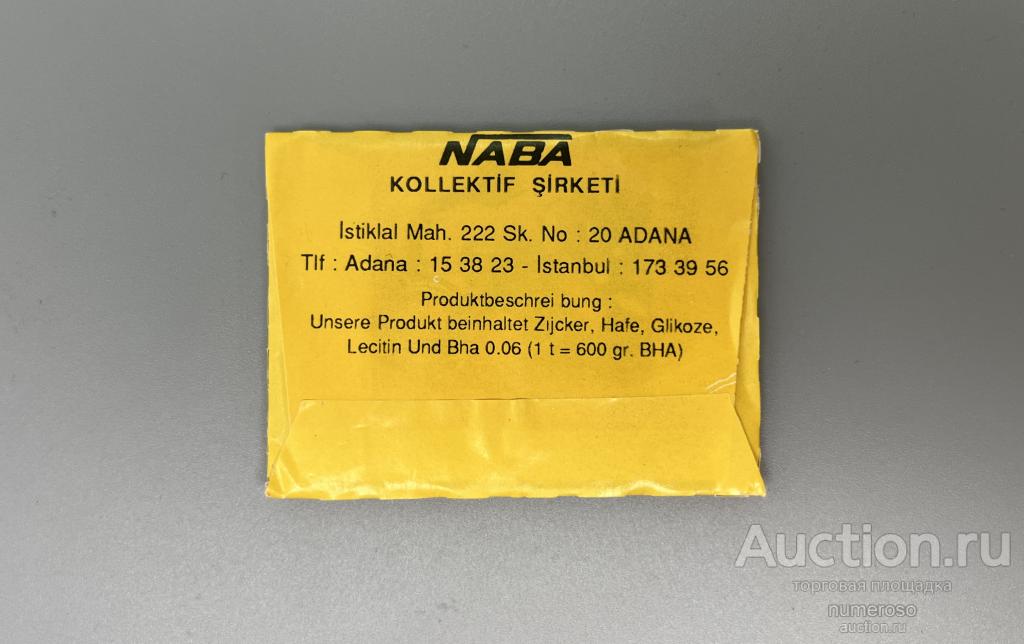 NABA
KOLLEKTİF ŞİRKETİ
Istiklal Mah. 222 Sk. No : 20 ADANA
Tlf : Adana : 15 38 23 - İstanbul : 173 39 56
Produktbeschrei bung :
Unsere Produkt beinhaltet Zıjcker, Hafe, Glikoze,
Lecitin Und Bha 0.06 (1 t = 600 gr. BHA)
Auction.ru
торговая площадка
numeroso
auction.ru